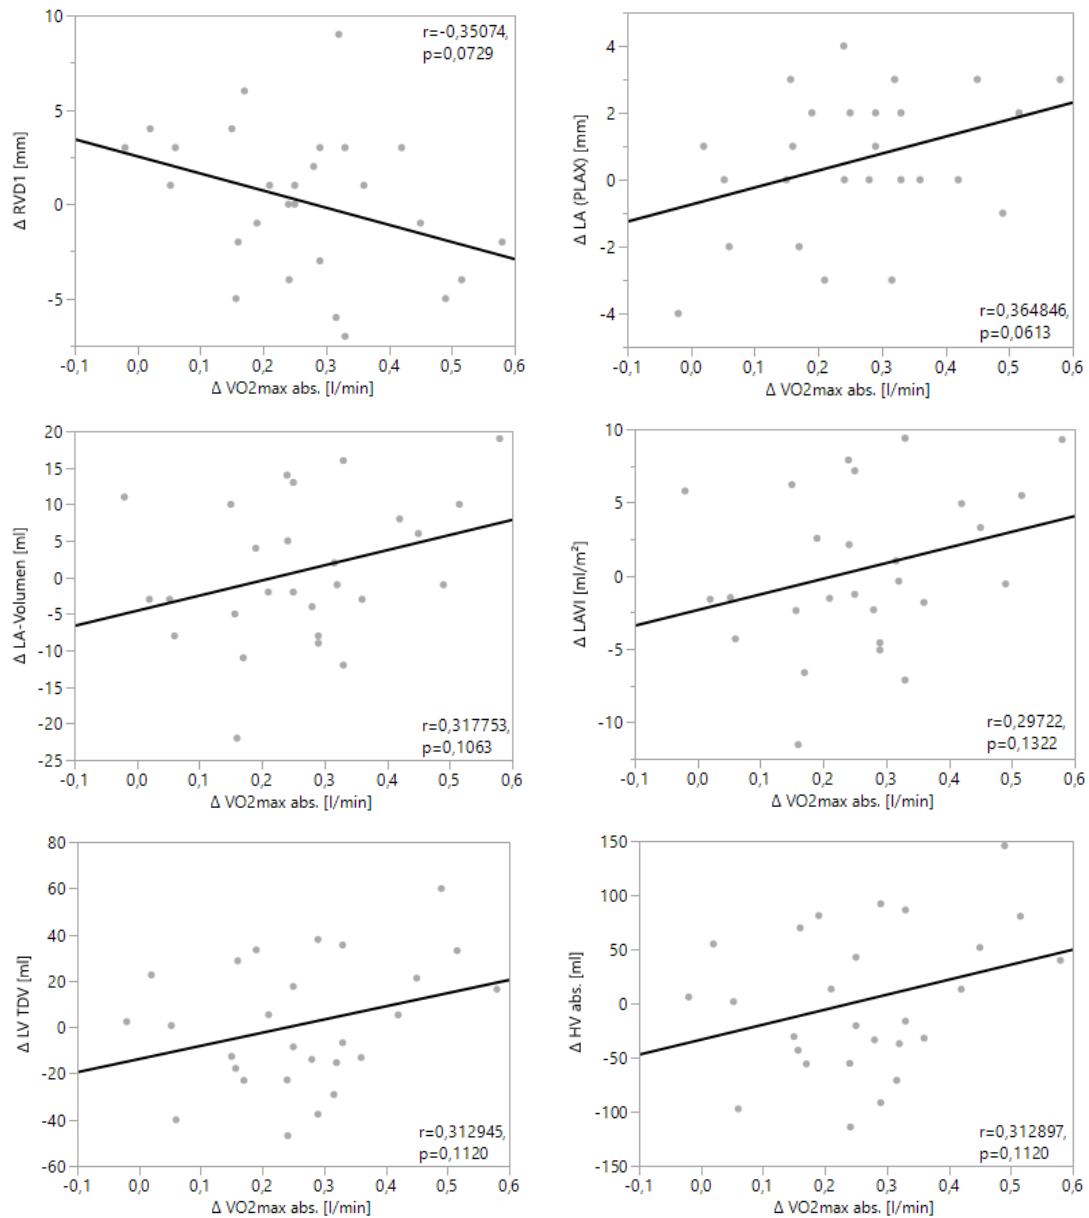 10
5
0
-5
Δ RVD1 [mm]
r=-0,35074,
p=0,0729
-0,1 0,0 0,1 0,2 0,3 0,4 0,5 0,6
Δ VO2max abs. [l/min]
4
2
0
-2
-4
Δ LA (PLAX) [mm]
r=0,364846,
p=0,0613
-0,1 0,0 0,1 0,2 0,3 0,4 0,5 0,6
Δ VO2max abs. [l/min]
20
15
10
5
0
-5
-10
-15
-20
-25
Δ LA-Volumen [ml]
r=0,317753,
p=0,1063
-0,1 0,0 0,1 0,2 0,3 0,4 0,5 0,6
Δ VO2max abs. [l/min]
10
5
0
-5
-10
Δ LAVI [ml/m²]
r=0,29722,
p=0,1322
-0,1 0,0 0,1 0,2 0,3 0,4 0,5 0,6
Δ VO2max abs. [l/min]
80
60
40
20
0
-20
-40
-60
Δ LV TDV [ml]
r=0,312945,
p=0,1120
-0,1 0,0 0,1 0,2 0,3 0,4 0,5 0,6
Δ VO2max abs. [l/min]
150
100
50
0
-50
-100
-150
Δ HV abs. [ml]
r=0,312897,
p=0,1120
-0,1 0,0 0,1 0,2 0,3 0,4 0,5 0,6
Δ VO2max abs. [l/min]